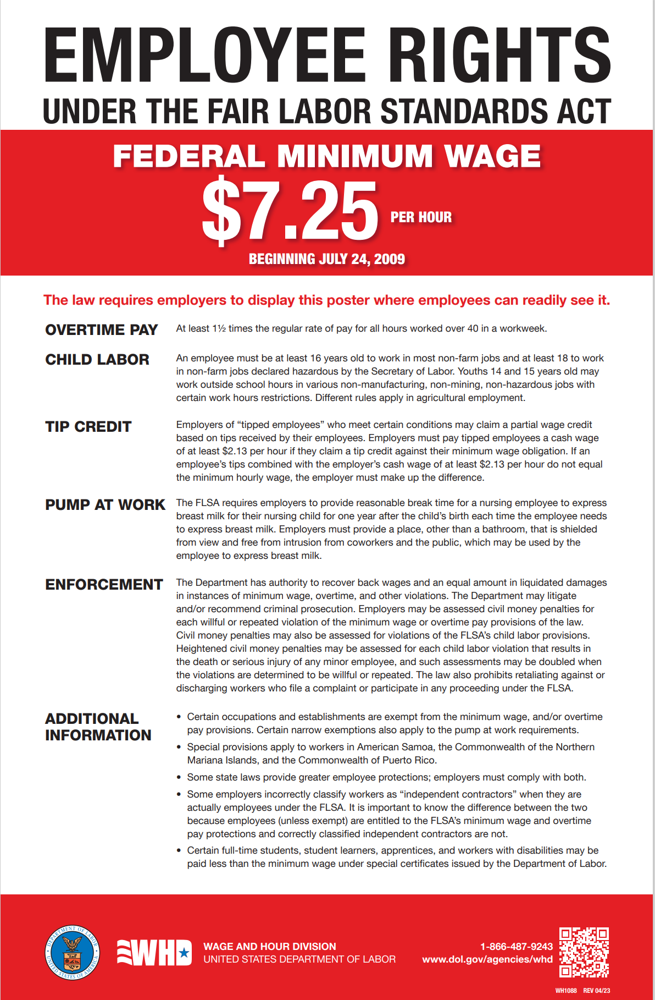 EMPLOYEE RIGHTS
UNDER THE FAIR LABOR STANDARDS ACT
FEDERAL MINIMUM WAGE
$7.25 PER HOUR
BEGINNING JULY 24, 2009
The law requires employers to display this poster where employees can readily see it.
OVERTIME PAY
At least 1½ times the regular rate of pay for all hours worked over 40 in a workweek.
CHILD LABOR
An employee must be at least 16 years old to work in most non-farm jobs and at least 18 to work
in non-farm jobs declared hazardous by the Secretary of Labor. Youths 14 and 15 years old may
work outside school hours in various non-manufacturing, non-mining, non-hazardous jobs with
certain work hours restrictions. Different rules apply in agricultural employment.
TIP CREDIT
Employers of “tipped employees” who meet certain conditions may claim a partial wage credit
based on tips received by their employees. Employers must pay tipped employees a cash wage
of at least $2.13 per hour if they claim a tip credit against their minimum wage obligation. If an
employee’s tips combined with the employer’s cash wage of at least $2.13 per hour do not equal
the minimum hourly wage, the employer must make up the difference.
PUMP AT WORK
The FLSA requires employers to provide reasonable break time for a nursing employee to express
breast milk for their nursing child for one year after the child’s birth each time the employee needs
to express breast milk. Employers must provide a place, other than a bathroom, that is shielded
from view and free from intrusion from coworkers and the public, which may be used by the
employee to express breast milk.
ENFORCEMENT
The Department has authority to recover back wages and an equal amount in liquidated damages
in instances of minimum wage, overtime, and other violations. The Department may litigate
and/or recommend criminal prosecution. Employers may be assessed civil money penalties for
each willful or repeated violation of the minimum wage or overtime pay provisions of the law.
Civil money penalties may also be assessed for violations of the FLSA’s child labor provisions.
Heightened civil money penalties may be assessed for each child labor violation that results in
the death or serious injury of any minor employee, and such assessments may be doubled when
the violations are determined to be willful or repeated. The law also prohibits retaliating against or
discharging workers who file a complaint or participate in any proceeding under the FLSA.
ADDITIONAL
INFORMATION
• Certain occupations and establishments are exempt from the minimum wage, and/or overtime
pay provisions. Certain narrow exemptions also apply to the pump at work requirements.
• Special provisions apply to workers in American Samoa, the Commonwealth of the Northern
Mariana Islands, and the Commonwealth of Puerto Rico.
• Some state laws provide greater employee protections; employers must comply with both.
• Some employers incorrectly classify workers as “independent contractors” when they are
actually employees under the FLSA. It is important to know the difference between the two
because employees (unless exempt) are entitled to the FLSA’s minimum wage and overtime
pay protections and correctly classified independent contractors are not.
• Certain full-time students, student learners, apprentices, and workers with disabilities may be
paid less than the minimum wage under special certificates issued by the Department of Labor.
DEPARTMENT OF LABOR
UNITED STATES OF AMERICA
WHD
WAGE AND HOUR DIVISION
UNITED STATES DEPARTMENT OF LABOR
1-866-487-9243
www.dol.gov/agencies/whd
WH1088 REV 04/23